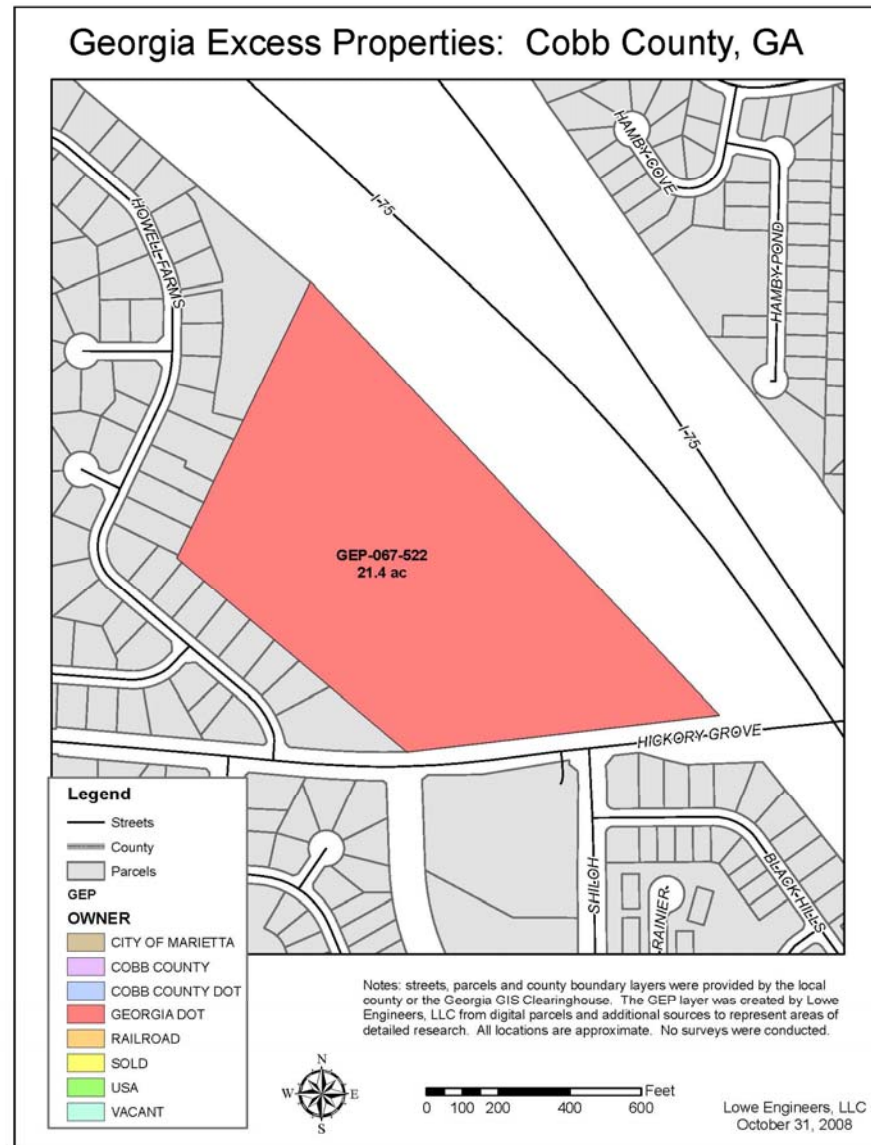 Georgia Excess Properties: Cobb County, GA
HAMBY COVE
I-75
HOWELL FARMS
HAMBY POND
I-75
GEP-067-522
21.4 ac
HICKORY GROVE
BLACK HILLS
SHILOH
RAINIER
Legend
Streets
County
Parcels
GEP
OWNER
CITY OF MARIETTA
COBB COUNTY
COBB COUNTY DOT
GEORGIA DOT
RAILROAD
SOLD
USA
VACANT
Notes: streets, parcels and county boundary layers were provided by the local
county or the Georgia GIS Clearinghouse. The GEP layer was created by Lowe
Engineers, LLC from digital parcels and additional sources to represent areas of
detailed research. All locations are approximate. No surveys were conducted.
N
W E
S
Feet
0 100 200 400 600
Lowe Engineers, LLC
October 31, 2008